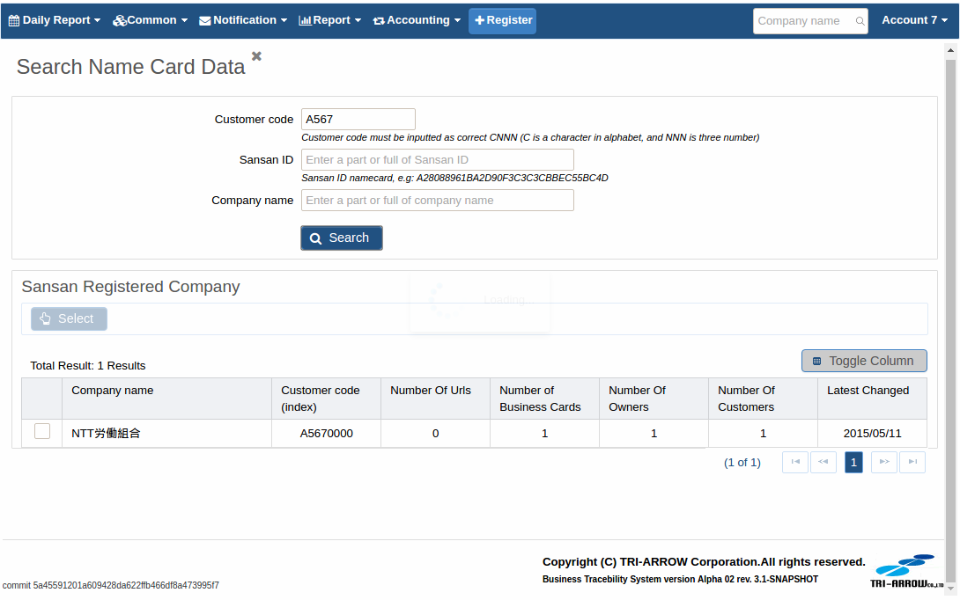 Daily Report Common Notification Report Accounting Register Company name Account 7
Search Name Card Data
Customer code A567
Customer code must be inputted as correct CNNN (C is a character in alphabet, and NNN is three number)
Sansan ID Enter a part or full of Sansan ID
Sansan ID namecard, e.g: A28088961BA2D90F3C3C3CBBEC55BC4D
Company name Enter a part or full of company name
Search
Sansan Registered Company
Loading...
Select
Total Result: 1 Results
Toggle Column
Company name Customer code (index) Number Of Urls Number of Business Cards Number Of Owners Number Of Customers Latest Changed
NTT労働組合 A5670000 0 1 1 1 2015/05/11
(1 of 1) 1
Copyright (C) TRI-ARROW Corporation.All rights reserved.
Business Tracebility System version Alpha 02 rev. 3.1-SNAPSHOT
TRI-ARROW CO.,LTD
commit 5a45591201a609428da622ffb466df8a473995f7